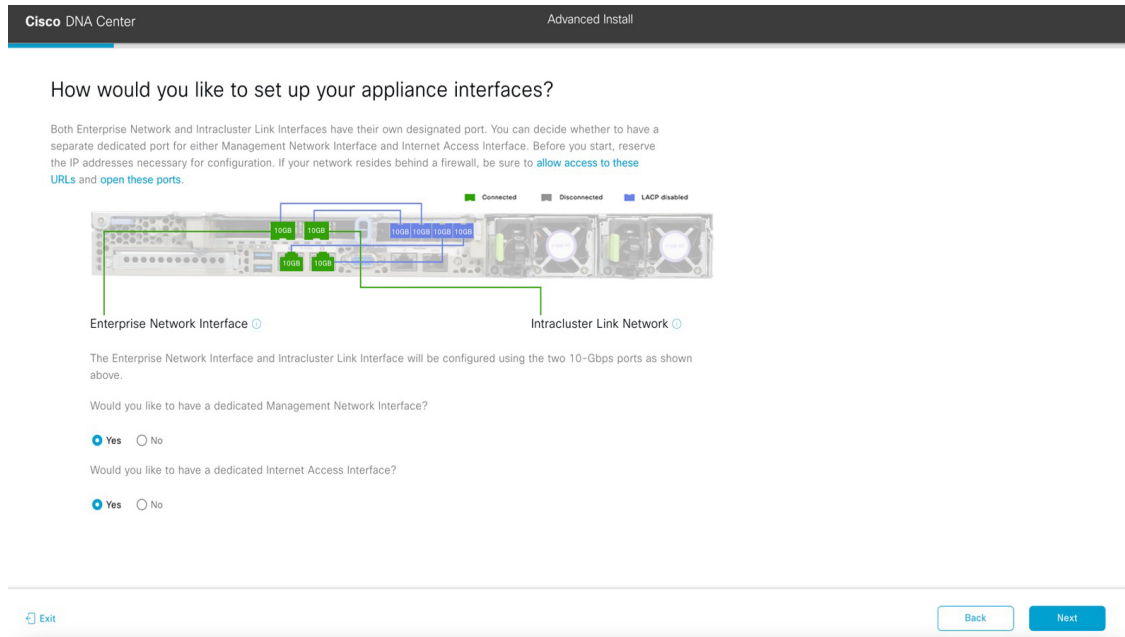 Cisco DNA Center
Advanced Install
How would you like to set up your appliance interfaces?
Both Enterprise Network and Intracluster Link Interfaces have their own designated port. You can decide whether to have a
separate dedicated port for either Management Network Interface and Internet Access Interface. Before you start, reserve
the IP addresses necessary for configuration. If your network resides behind a firewall, be sure to allow access to these
URLs and open these ports.
Connected Disconnected LACP disabled
10GB 10GB 10GB 10GB 10GB 10GB
10GB 10GB
Enterprise Network Interface
Intracluster Link Network
The Enterprise Network Interface and Intracluster Link Interface will be configured using the two 10-Gbps ports as shown
above.
Would you like to have a dedicated Management Network Interface?
Yes No
Would you like to have a dedicated Internet Access Interface?
Yes No
Exit
Back
Next